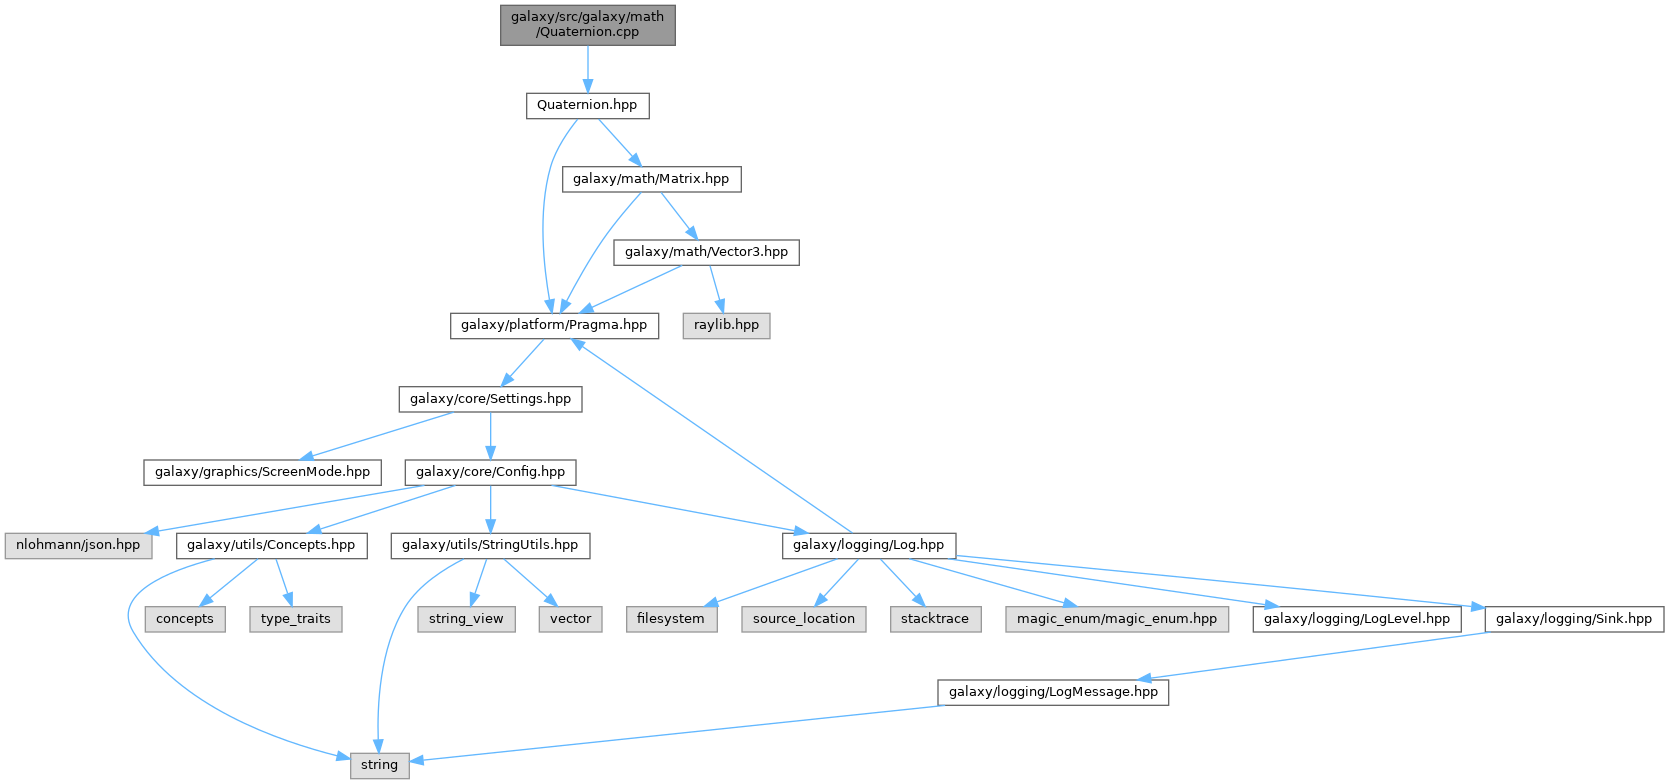 galaxy/src/galaxy/math
/Quaternion.cpp
Quaternion.hpp
galaxy/math/Matrix.hpp
galaxy/math/Vector3.hpp
galaxy/platform/Pragma.hpp
raylib.hpp
galaxy/core/Settings.hpp
galaxy/graphics/ScreenMode.hpp
galaxy/core/Config.hpp
nlohmann/json.hpp
galaxy/utils/Concepts.hpp
galaxy/utils/StringUtils.hpp
galaxy/logging/Log.hpp
concepts
type_traits
string_view
vector
filesystem
source_location
stacktrace
magic_enum/magic_enum.hpp
galaxy/logging/LogLevel.hpp
galaxy/logging/Sink.hpp
galaxy/logging/LogMessage.hpp
string